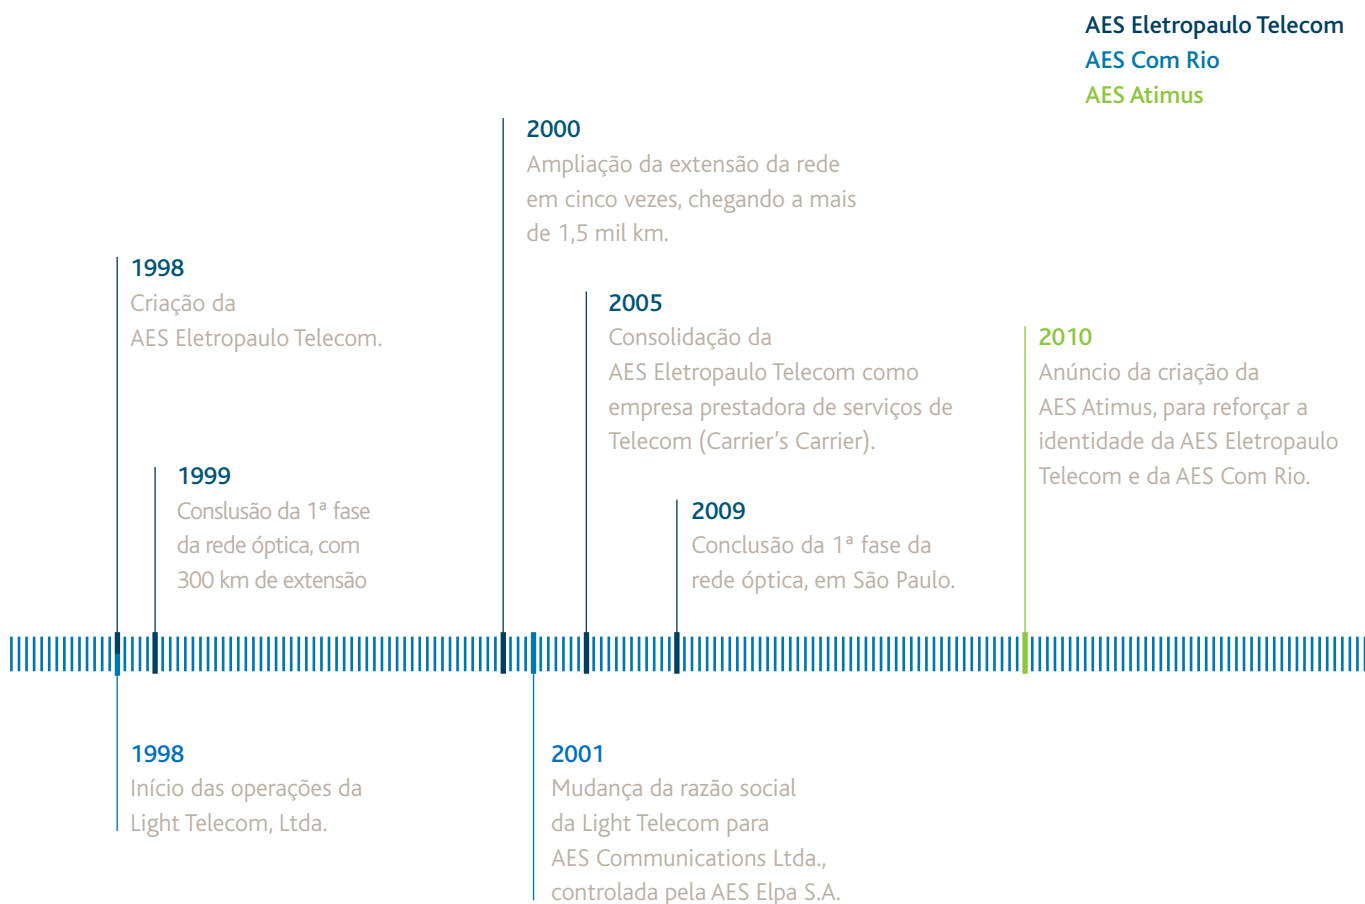 AES Eletropaulo Telecom
AES Com Rio
AES Atimus
2000
Ampliação da extensão da rede
em cinco vezes, chegando a mais
de 1,5 mil km.
1998
Criação da
AES Eletropaulo Telecom.
2005
Consolidação da
AES Eletropaulo Telecom como
empresa prestadora de serviços de
Telecom (Carrier’s Carrier).
2010
Anúncio da criação da
AES Atimus, para reforçar a
identidade da AES Eletropaulo
Telecom e da AES Com Rio.
1999
Conslusão da 1ª fase
da rede óptica, com
300 km de extensão
2009
Conclusão da 1ª fase da
rede óptica, em São Paulo.
1998
Início das operações da
Light Telecom, Ltda.
2001
Mudança da razão social
da Light Telecom para
AES Communications Ltda.,
controlada pela AES Elpa S.A.